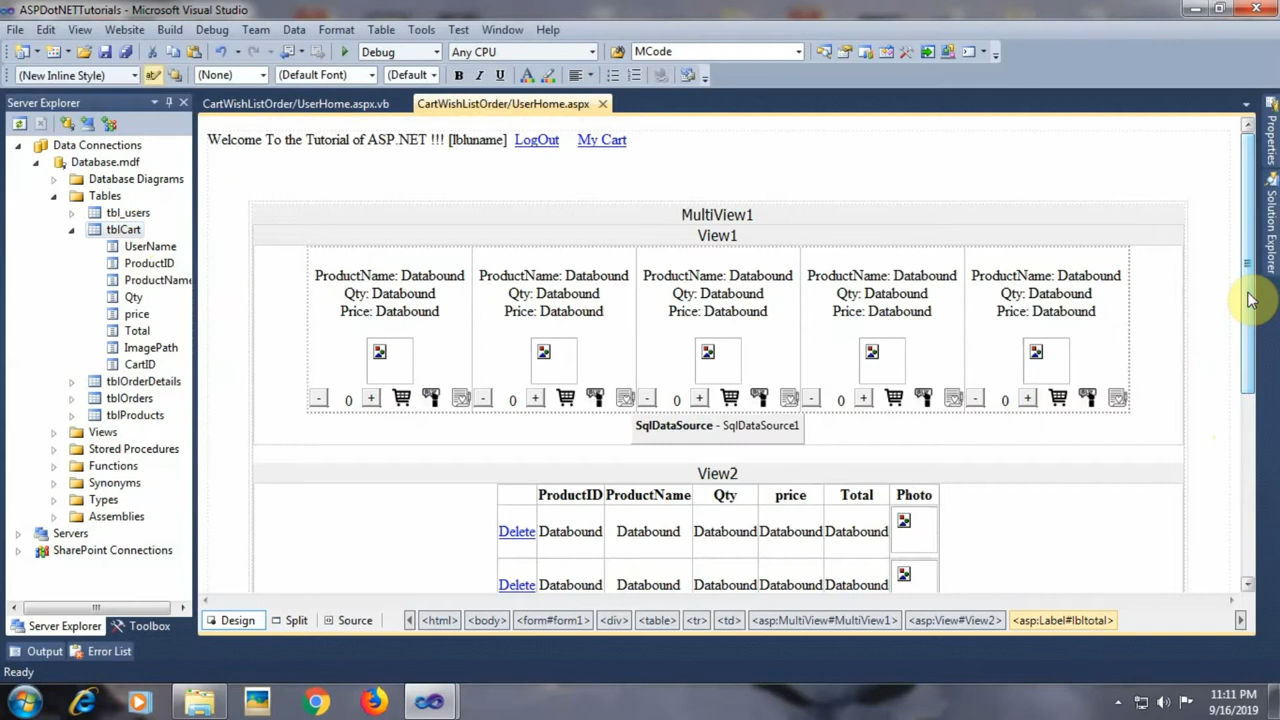 ASPDotNETTutorials - Microsoft Visual Studio
File Edit View Website Build Debug Team Data Format Table Tools Test Window Help
Debug Any CPU MCode
(New Inline Style) (None) (Default Font) (Default B I U A
Server Explorer
CartWishListOrder/UserHome.aspx.vb CartWishListOrder/UserHome.aspx
Data Connections
Database.mdf
Database Diagrams
Tables
tbl_users
tblCart
UserName
ProductID
ProductName
Qty
price
Total
ImagePath
CartID
tblOrderDetails
tblOrders
tblProducts
Views
Stored Procedures
Functions
Synonyms
Types
Assemblies
Servers
SharePoint Connections
Welcome To the Tutorial of ASP.NET !!! [lbluname] LogOut My Cart
MultiView1
View1
ProductName: Databound ProductName: Databound ProductName: Databound ProductName: Databound ProductName: Databound
Qty: Databound Qty: Databound Qty: Databound Qty: Databound Qty: Databound
Price: Databound Price: Databound Price: Databound Price: Databound Price: Databound
- 0 + - 0 + - 0 + - 0 + - 0 +
SqlDataSource - SqlDataSource1
View2
ProductID ProductName Qty price Total Photo
Delete Databound Databound Databound Databound Databound
Delete Databound Databound Databound Databound Databound
Properties
Solution Explorer
Design Split Source <html> <body> <form#form1> <div> <table> <tr> <td> <asp:MultiView#MultiView1> <asp:View#View2> <asp:Label#lbltotal>
Server Explorer Toolbox
Output Error List
Ready
11:11 PM
9/16/2019